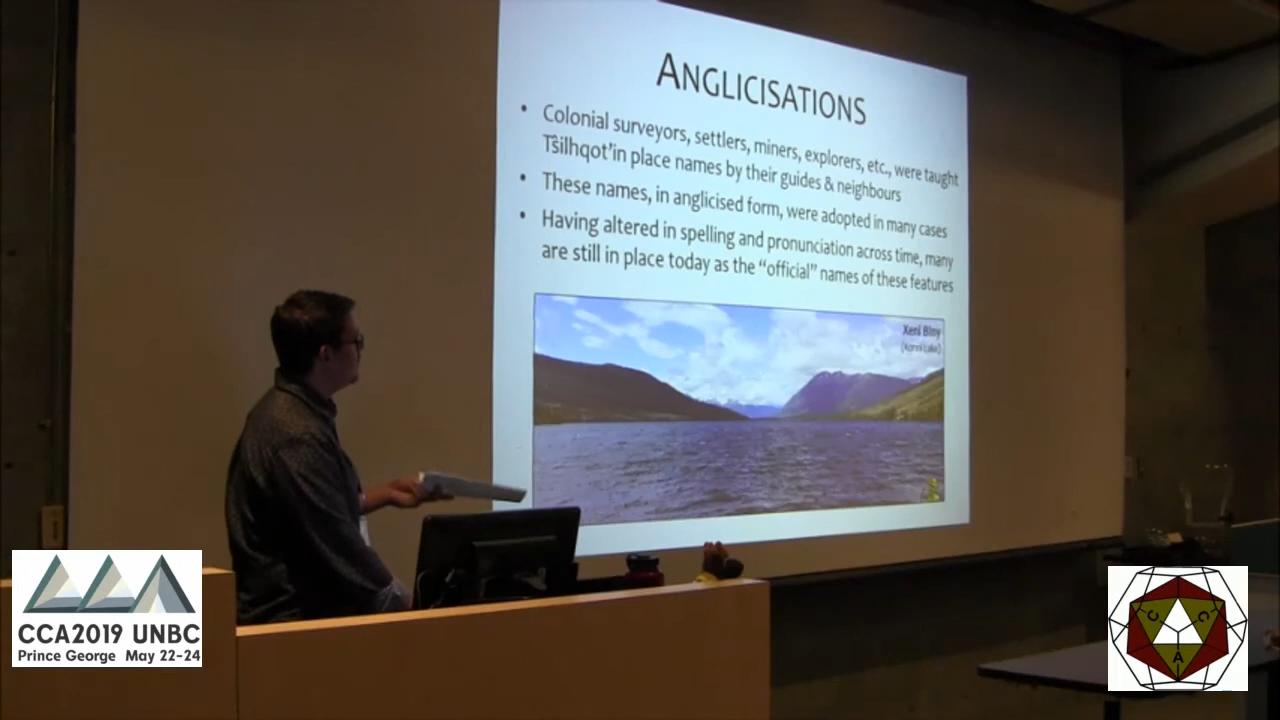 ANGLICISATIONS
• Colonial surveyors, settlers, miners, explorers, etc., were taught
Tŝilhqot’in place names by their guides & neighbours
• These names, in anglicised form, were adopted in many cases
• Having altered in spelling and pronunciation across time, many
are still in place today as the “official” names of these features
Xeni Biny
(Konni Lake)
CCA2019 UNBC
Prince George May 22-24
C C
A